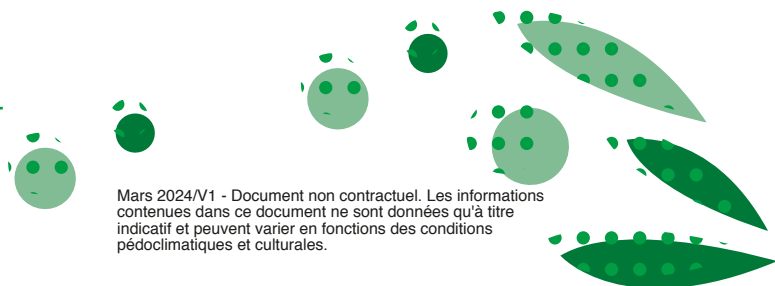 Mars 2024/V1 - Document non contractuel. Les informations
contenues dans ce document ne sont données qu'à titre
indicatif et peuvent varier en fonctions des conditions
pédoclimatiques et culturales.